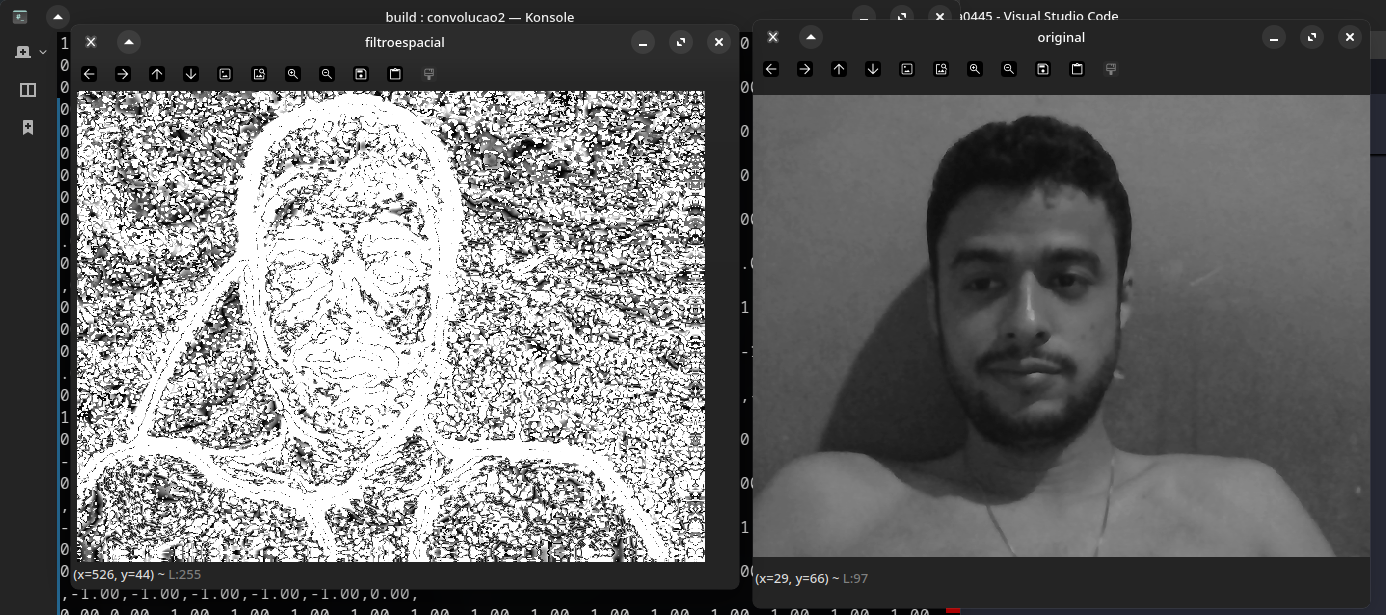 build : convolucao2 — Konsole
a0445 - Visual Studio Code
filtroespacial
original
(x=526, y=44) ~ L:255
(x=29, y=66) ~ L:97
,-1.00,-1.00,-1.00,-1.00,-1.00,0.00,